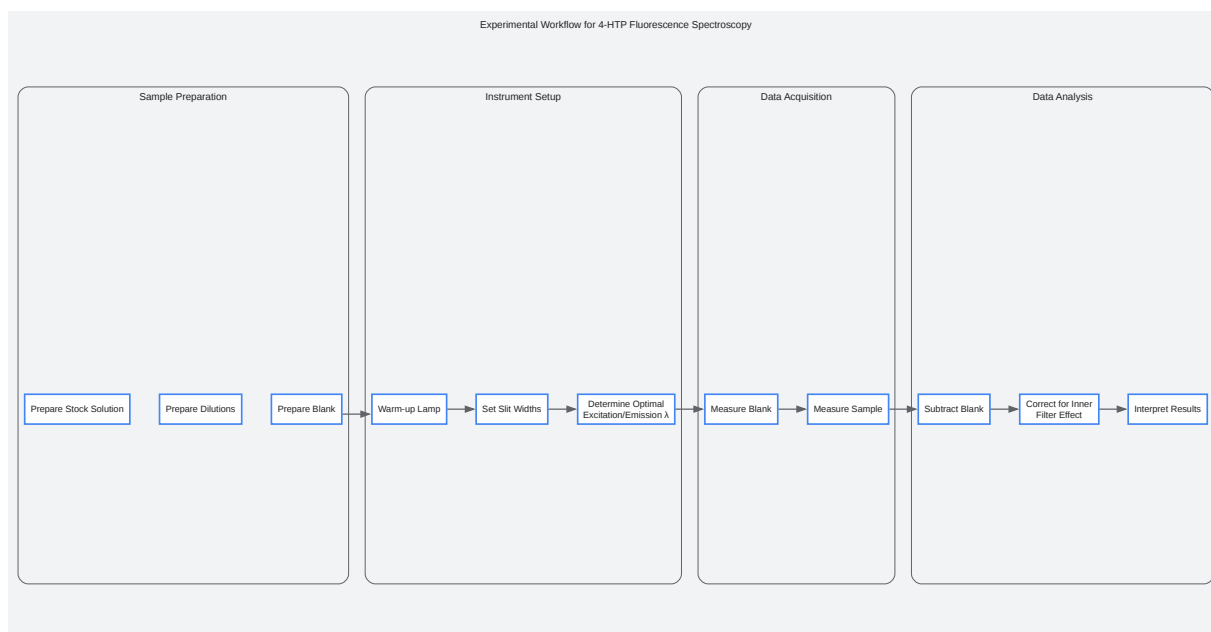 Experimental Workflow for 4-HTP Fluorescence Spectroscopy
Sample Preparation
Prepare Stock Solution
Prepare Dilutions
Prepare Blank
Instrument Setup
Warm-up Lamp
Set Slit Widths
Determine Optimal
Excitation/Emission λ
Data Acquisition
Measure Blank
Measure Sample
Data Analysis
Subtract Blank
Correct for Inner
Filter Effect
Interpret Results